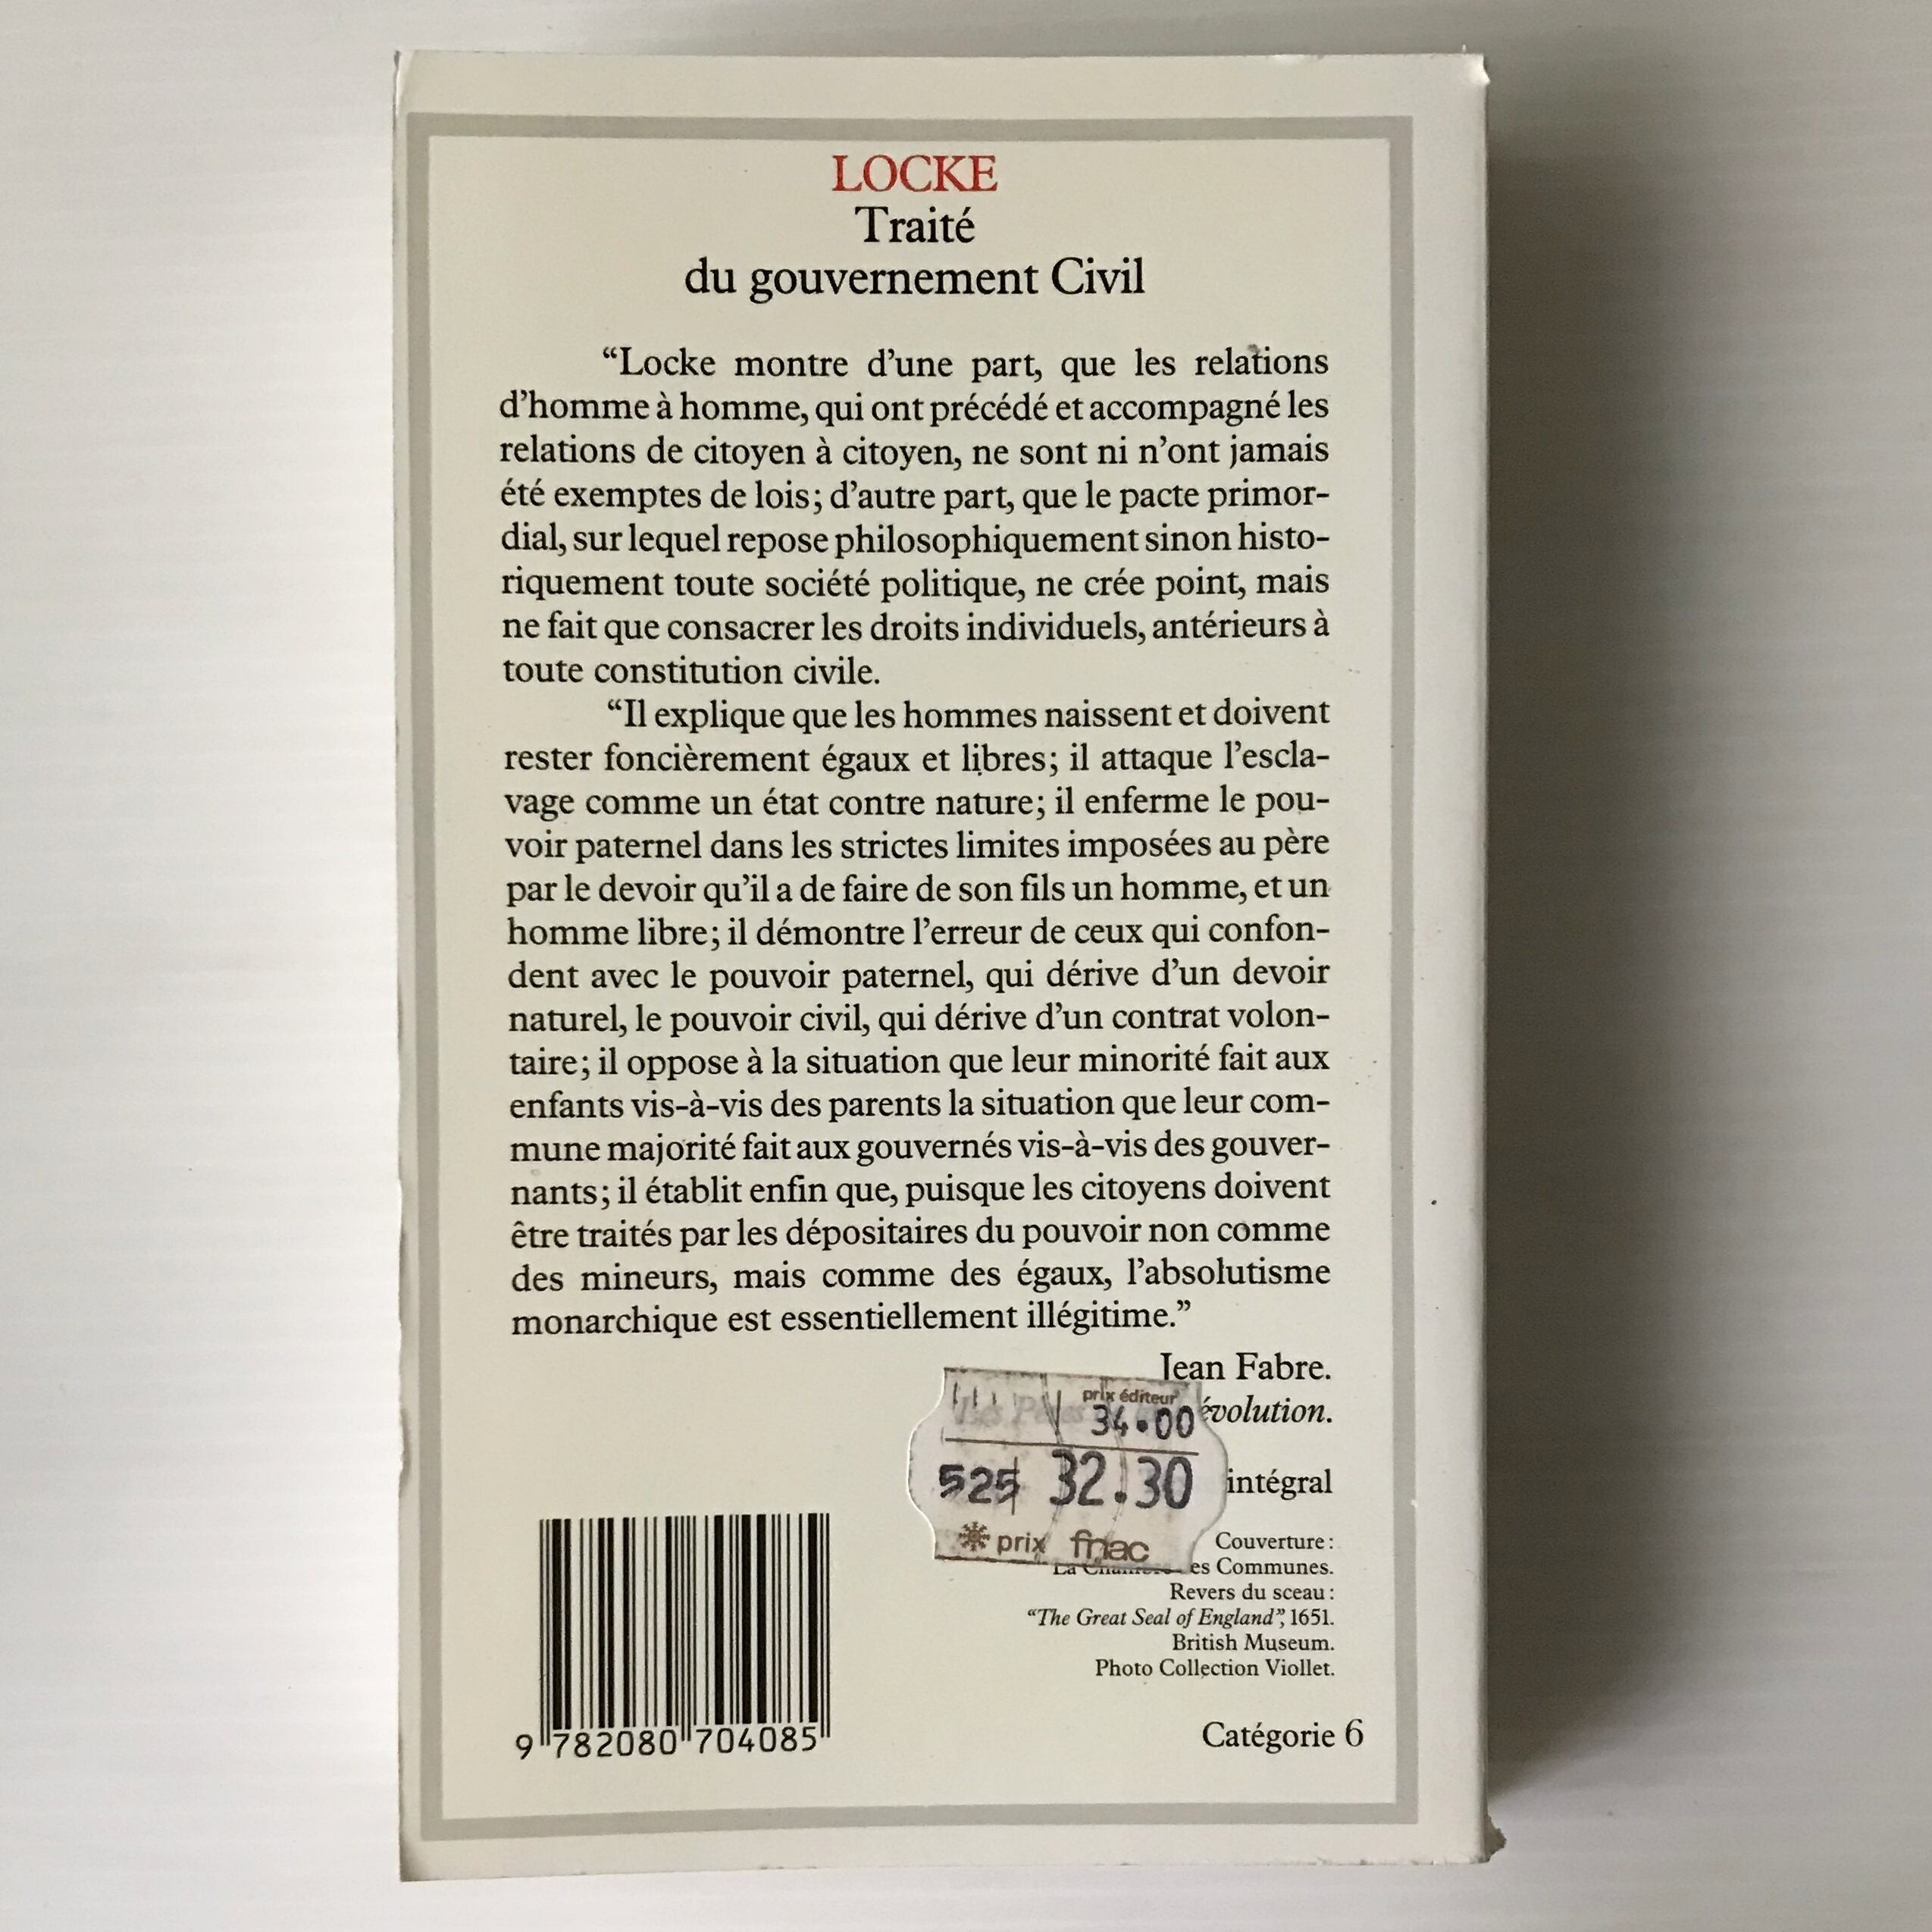 LOCKE
Traité
du gouvernement Civil
“Locke montre d’une part, que les relations
d’homme à homme, qui ont précédé et accompagné les
relations de citoyen à citoyen, ne sont ni n’ont jamais
été exemptes de lois; d’autre part, que le pacte primor-
dial, sur lequel repose philosophiquement sinon histo-
riquement toute société politique, ne crée point, mais
ne fait que consacrer les droits individuels, antérieurs à
toute constitution civile.
“Il explique que les hommes naissent et doivent
rester foncièrement égaux et libres; il attaque l’escla-
vage comme un état contre nature; il enferme le pou-
voir paternel dans les strictes limites imposées au père
par le devoir qu’il a de faire de son fils un homme, et un
homme libre; il démontre l’erreur de ceux qui confon-
dent avec le pouvoir paternel, qui dérive d’un devoir
naturel, le pouvoir civil, qui dérive d’un contrat volon-
taire; il oppose à la situation que leur minorité fait aux
enfants vis-à-vis des parents la situation que leur com-
mune majorité fait aux gouvernés vis-à-vis des gouver-
nants; il établit enfin que, puisque les citoyens doivent
être traités par les dépositaires du pouvoir non comme
des mineurs, mais comme des égaux, l’absolutisme
monarchique est essentiellement illégitime.”
Jean Fabre.
évolution.
prix éditeur
34.00
525 32.30
prix fnac
intégral
Couverture:
La es Communes.
Revers du sceau:
“The Great Seal of England”, 1651.
British Museum.
Photo Collection Viollet.
9 782080 704085
Catégorie 6